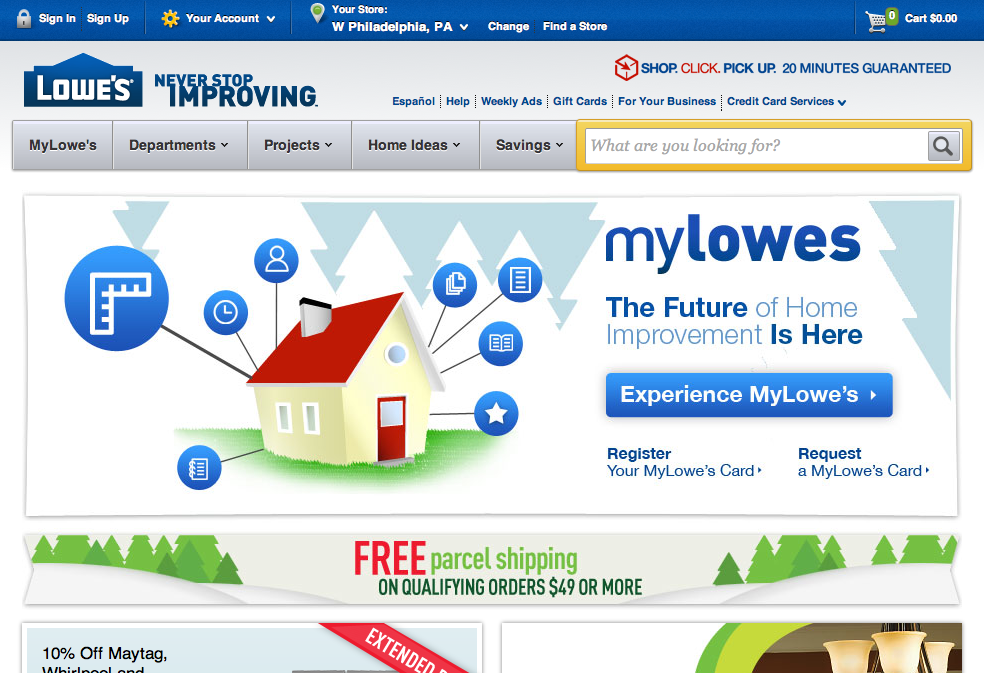 Sign In Sign Up
Your Account
Your Store:
W Philadelphia, PA
Change Find a Store
0 Cart $0.00
LOWE'S
NEVER STOP
IMPROVING
SHOP. CLICK. PICK UP. 20 MINUTES GUARANTEED
Español Help Weekly Ads Gift Cards For Your Business Credit Card Services
MyLowe's Departments Projects Home Ideas Savings
What are you looking for?
mylowes
The Future of Home
Improvement Is Here
Experience MyLowe's
Register
Your MyLowe's Card
Request
a MyLowe's Card
FREE parcel shipping
ON QUALIFYING ORDERS $49 OR MORE
10% Off Maytag,
Whirlpool and
EXTENDED